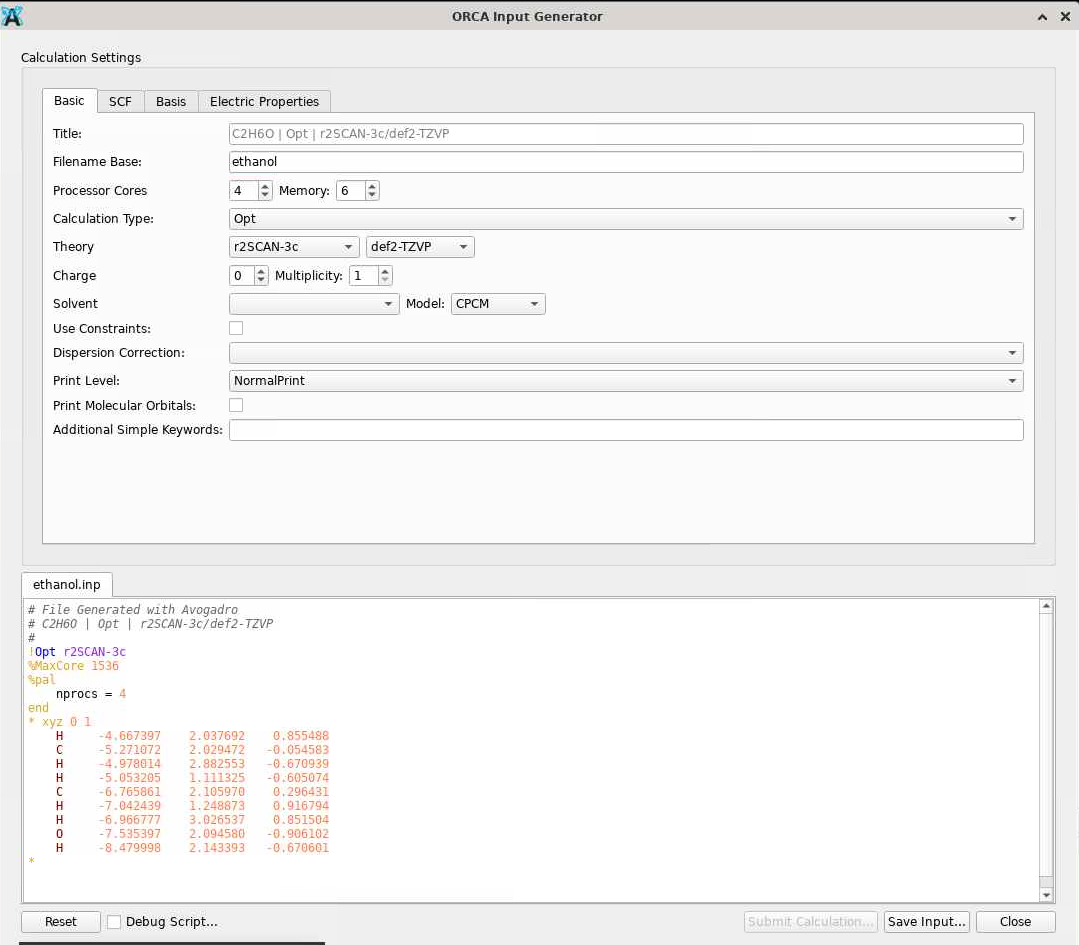 ORCA Input Generator
Calculation Settings
Basic SCF Basis Electric Properties
Title: C2H6O | Opt | r2SCAN-3c/def2-TZVP
Filename Base: ethanol
Processor Cores 4 Memory: 6
Calculation Type: Opt
Theory r2SCAN-3c def2-TZVP
Charge 0 Multiplicity: 1
Solvent Model: CPCM
Use Constraints:
Dispersion Correction:
Print Level: NormalPrint
Print Molecular Orbitals:
Additional Simple Keywords:
ethanol.inp
# File Generated with Avogadro
# C2H6O | Opt | r2SCAN-3c/def2-TZVP
#
!Opt r2SCAN-3c
%MaxCore 1536
%pal
nprocs = 4
end
* xyz 0 1
H -4.667397 2.037692 0.855488
C -5.271072 2.029472 -0.054583
H -4.978014 2.882553 -0.670939
H -5.053205 1.111325 -0.605074
C -6.765861 2.105970 0.296431
H -7.042439 1.248873 0.916794
H -6.966777 3.026537 0.851504
O -7.535397 2.094580 -0.906102
H -8.479998 2.143393 -0.670601
*
Reset Debug Script... Submit Calculation... Save Input... Close